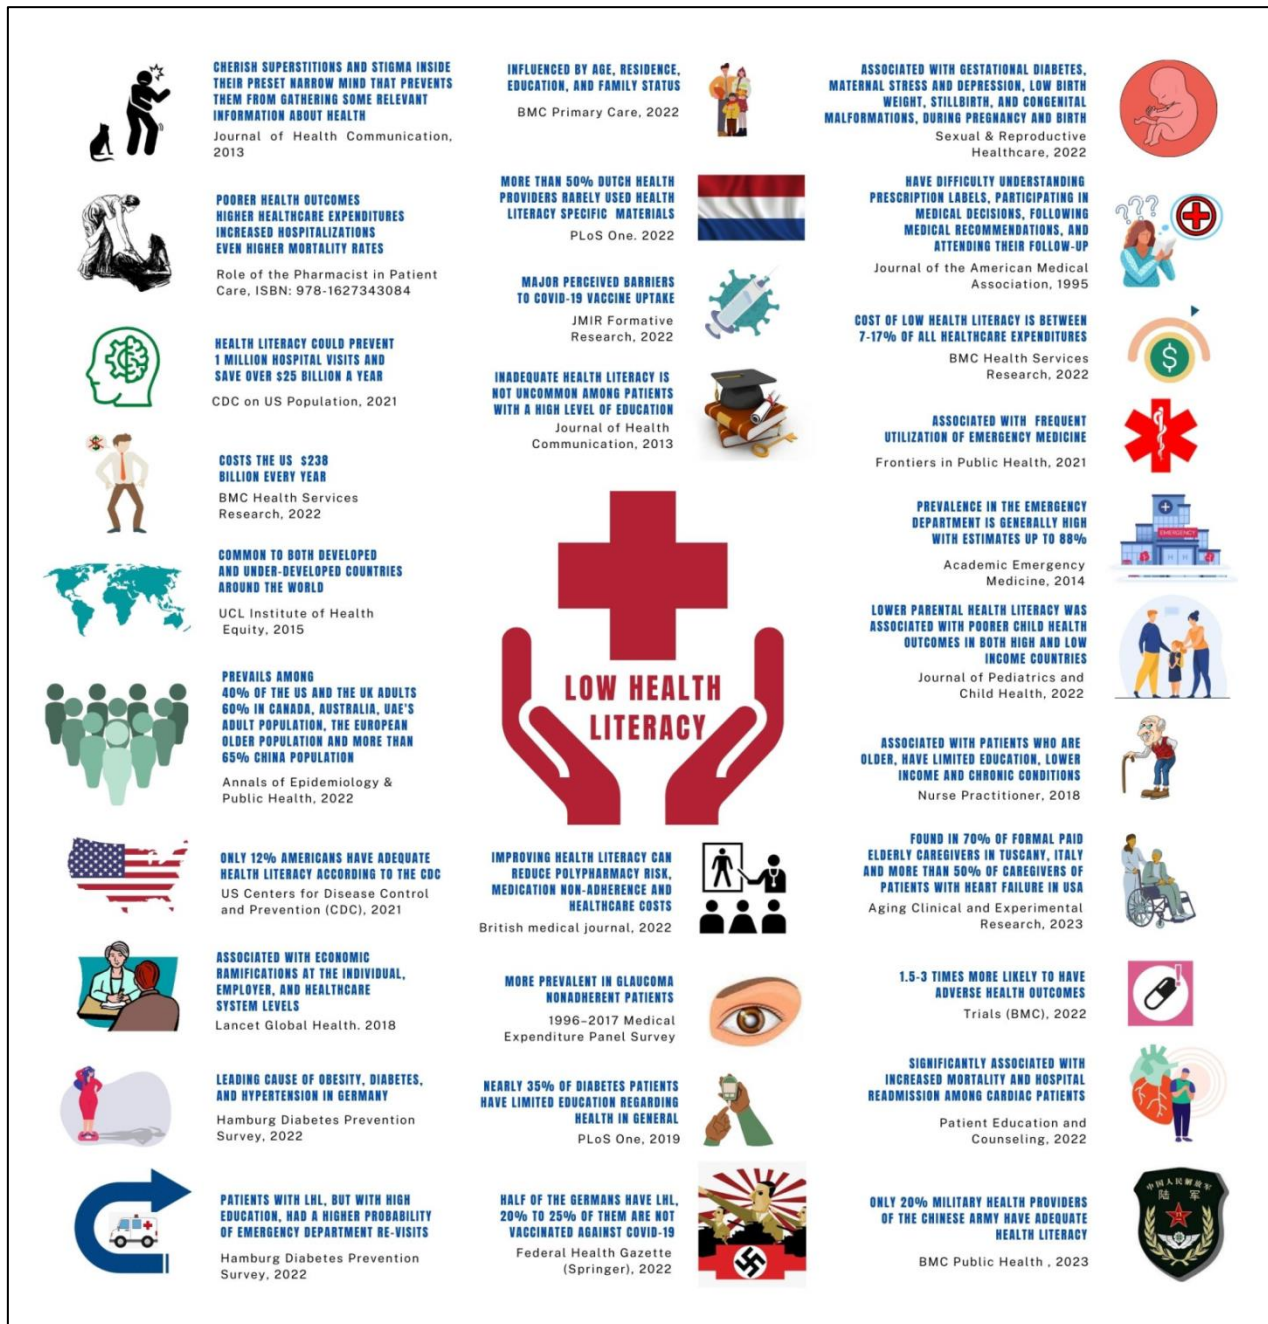 CHERISH SUPERSTITIONS AND STIGMA INSIDE
THEIR PRESET NARROW MIND THAT PREVENTS
THEM FROM GATHERING SOME RELEVANT
INFORMATION ABOUT HEALTH
Journal of Health Communication,
2013
POORER HEALTH OUTCOMES
HIGHER HEALTHCARE EXPENDITURES
INCREASED HOSPITALIZATIONS
EVEN HIGHER MORTALITY RATES
Role of the Pharmacist in Patient
Care, ISBN: 978-1627343084
HEALTH LITERACY COULD PREVENT
1 MILLION HOSPITAL VISITS AND
SAVE OVER $25 BILLION A YEAR
CDC on US Population, 2021
COSTS THE US $238
BILLION EVERY YEAR
BMC Health Services
Research, 2022
COMMON TO BOTH DEVELOPED
AND UNDER-DEVELOPED COUNTRIES
AROUND THE WORLD
UCL Institute of Health
Equity, 2015
PREVAILS AMONG
40% OF THE US AND THE UK ADULTS
60% IN CANADA, AUSTRALIA, UAE'S
ADULT POPULATION, THE EUROPEAN
OLDER POPULATION AND MORE THAN
65% CHINA POPULATION
Annals of Epidemiology &
Public Health, 2022
ONLY 12% AMERICANS HAVE ADEQUATE
HEALTH LITERACY ACCORDING TO THE CDC
US Centers for Disease Control
and Prevention (CDC), 2021
ASSOCIATED WITH ECONOMIC
RAMIFICATIONS AT THE INDIVIDUAL,
EMPLOYER, AND HEALTHCARE
SYSTEM LEVELS
Lancet Global Health. 2018
LEADING CAUSE OF OBESITY, DIABETES,
AND HYPERTENSION IN GERMANY
Hamburg Diabetes Prevention
Survey, 2022
PATIENTS WITH LHL, BUT WITH HIGH
EDUCATION, HAD A HIGHER PROBABILITY
OF EMERGENCY DEPARTMENT RE-VISITS
Hamburg Diabetes Prevention
Survey, 2022
INFLUENCED BY AGE, RESIDENCE,
EDUCATION, AND FAMILY STATUS
BMC Primary Care, 2022
MORE THAN 50% DUTCH HEALTH
PROVIDERS RARELY USED HEALTH
LITERACY SPECIFIC MATERIALS
PLoS One. 2022
MAJOR PERCEIVED BARRIERS
TO COVID-19 VACCINE UPTAKE
JMIR Formative
Research, 2022
INADEQUATE HEALTH LITERACY IS
NOT UNCOMMON AMONG PATIENTS
WITH A HIGH LEVEL OF EDUCATION
Journal of Health
Communication, 2013
LOW HEALTH
LITERACY
IMPROVING HEALTH LITERACY CAN
REDUCE POLYPHARMACY RISK,
MEDICATION NON-ADHERENCE AND
HEALTHCARE COSTS
British medical journal, 2022
MORE PREVALENT IN GLAUCOMA
NONADHERENT PATIENTS
1996–2017 Medical
Expenditure Panel Survey
NEARLY 35% OF DIABETES PATIENTS
HAVE LIMITED EDUCATION REGARDING
HEALTH IN GENERAL
PLoS One, 2019
HALF OF THE GERMANS HAVE LHL,
20% TO 25% OF THEM ARE NOT
VACCINATED AGAINST COVID-19
Federal Health Gazette
(Springer), 2022
ASSOCIATED WITH GESTATIONAL DIABETES,
MATERNAL STRESS AND DEPRESSION, LOW BIRTH
WEIGHT, STILLBIRTH, AND CONGENITAL
MALFORMATIONS, DURING PREGNANCY AND BIRTH
Sexual & Reproductive
Healthcare, 2022
HAVE DIFFICULTY UNDERSTANDING
PRESCRIPTION LABELS, PARTICIPATING IN
MEDICAL DECISIONS, FOLLOWING
MEDICAL RECOMMENDATIONS, AND
ATTENDING THEIR FOLLOW-UP
Journal of the American Medical
Association, 1995
???
COST OF LOW HEALTH LITERACY IS BETWEEN
7-17% OF ALL HEALTHCARE EXPENDITURES
BMC Health Services
Research, 2022
$
ASSOCIATED WITH FREQUENT
UTILIZATION OF EMERGENCY MEDICINE
Frontiers in Public Health, 2021
PREVALENCE IN THE EMERGENCY
DEPARTMENT IS GENERALLY HIGH
WITH ESTIMATES UP TO 88%
Academic Emergency
Medicine, 2014
EMERGENCY
LOWER PARENTAL HEALTH LITERACY WAS
ASSOCIATED WITH POORER CHILD HEALTH
OUTCOMES IN BOTH HIGH AND LOW
INCOME COUNTRIES
Journal of Pediatrics and
Child Health, 2022
ASSOCIATED WITH PATIENTS WHO ARE
OLDER, HAVE LIMITED EDUCATION, LOWER
INCOME AND CHRONIC CONDITIONS
Nurse Practitioner, 2018
FOUND IN 70% OF FORMAL PAID
ELDERLY CAREGIVERS IN TUSCANY, ITALY
AND MORE THAN 50% OF CAREGIVERS OF
PATIENTS WITH HEART FAILURE IN USA
Aging Clinical and Experimental
Research, 2023
1.5-3 TIMES MORE LIKELY TO HAVE
ADVERSE HEALTH OUTCOMES
Trials (BMC), 2022
SIGNIFICANTLY ASSOCIATED WITH
INCREASED MORTALITY AND HOSPITAL
READMISSION AMONG CARDIAC PATIENTS
Patient Education and
Counseling, 2022
ONLY 20% MILITARY HEALTH PROVIDERS
OF THE CHINESE ARMY HAVE ADEQUATE
HEALTH LITERACY
BMC Public Health , 2023
中国人民解放军
陆军